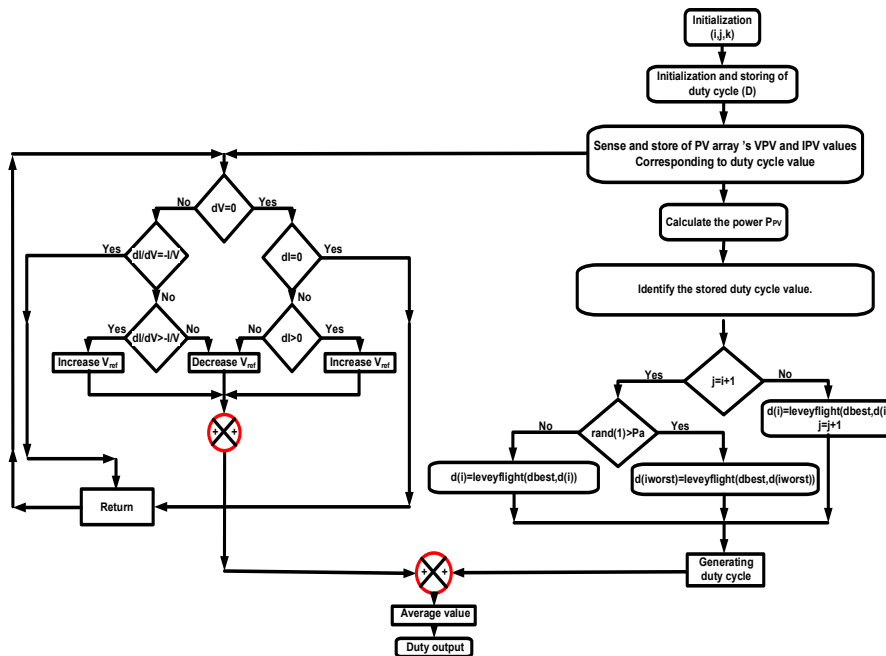 Initialization
(i,j,k)
Initialization and storing of
duty cycle (D)
Sense and store of PV array 's VPV and IPV values
Corresponding to duty cycle value
Calculate the power PPV
Identify the stored duty cycle value.
j=i+1
Yes
No
rand(1)>Pa
No
Yes
d(i)=leveyflight(dbest,d(i
j=j+1
d(i)=leveyflight(dbest,d(i))
d(iworst)=leveyflight(dbest,d(iworst))
Generating
duty cycle
dV=0
No
Yes
dI/dV=-I/V
Yes
No
dI=0
Yes
No
dI/dV>-I/V
Yes
No
dI>0
No
Yes
Increase Vref
Decrease Vref
Increase Vref
+ +
Return
+ +
Average value
Duty output